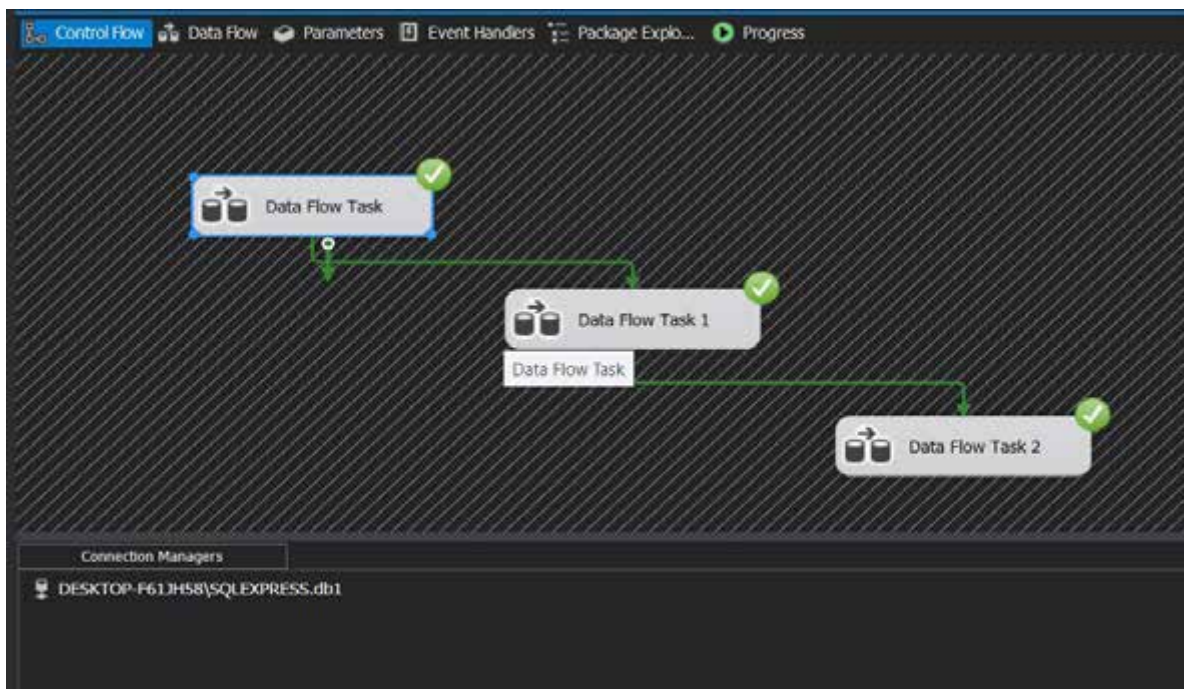 Control Flow Data Flow Parameters Event Handlers Package Explo... Progress
Data Flow Task
Data Flow Task 1
Data Flow Task
Data Flow Task 2
Connection Managers
DESKTOP-F61JH58\SQLEXPRESS.db1